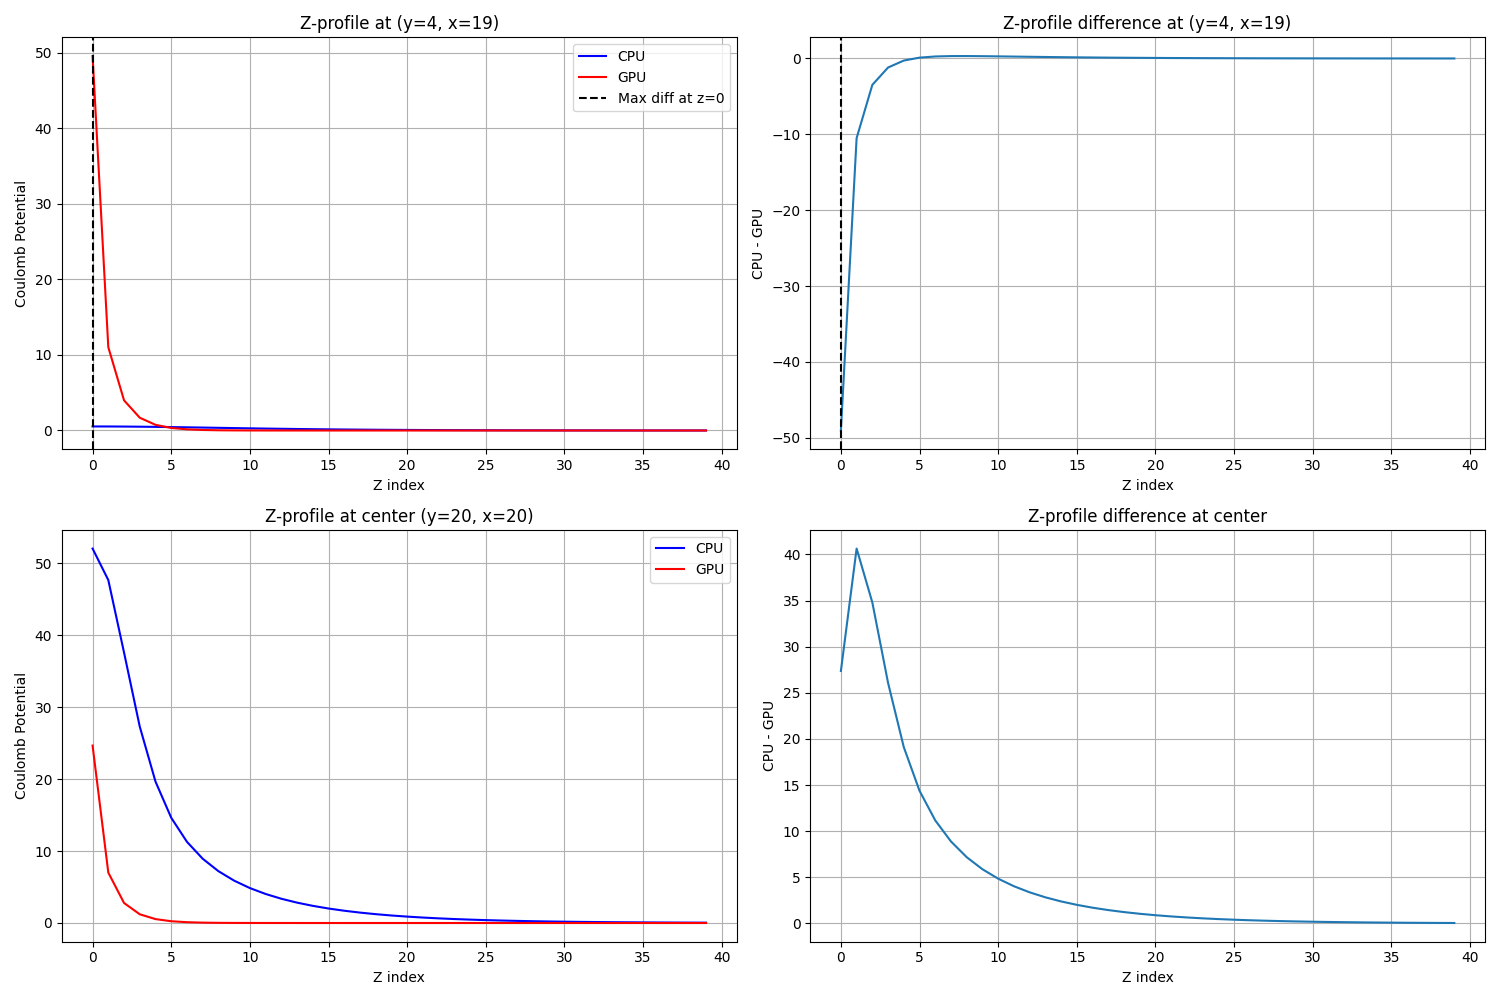 Z-profile at (y=4, x=19)
50
40
30
20
10
0
Coulomb Potential
CPU
GPU
Max diff at z=0
0 5 10 15 20 25 30 35 40
Z index
Z-profile difference at (y=4, x=19)
0
−10
−20
−30
−40
−50
CPU - GPU
0 5 10 15 20 25 30 35 40
Z index
Z-profile at center (y=20, x=20)
50
40
30
20
10
0
Coulomb Potential
CPU
GPU
0 5 10 15 20 25 30 35 40
Z index
Z-profile difference at center
40
35
30
25
20
15
10
5
0
CPU - GPU
0 5 10 15 20 25 30 35 40
Z index